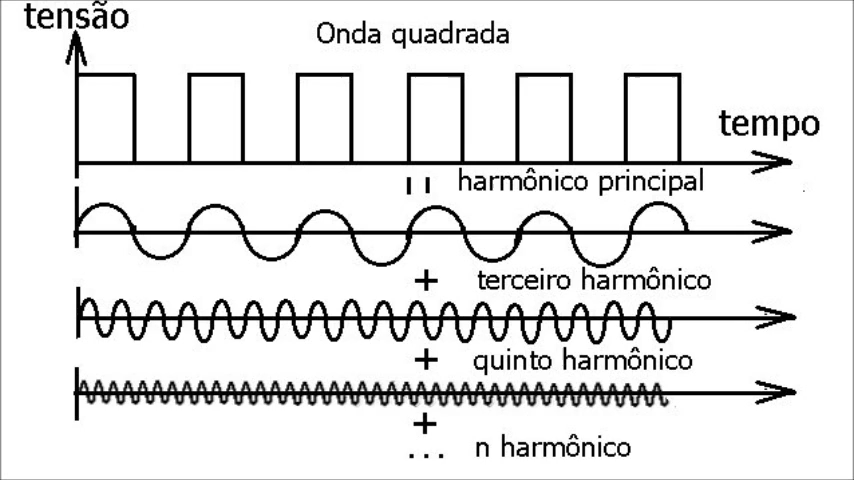 tensão
Onda quadrada
tempo
harmônico principal
+ terceiro harmônico
+ quinto harmônico
+
... n harmônico